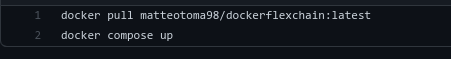 1 docker pull matteotoma98/dockerflexchain:latest
2 docker compose up